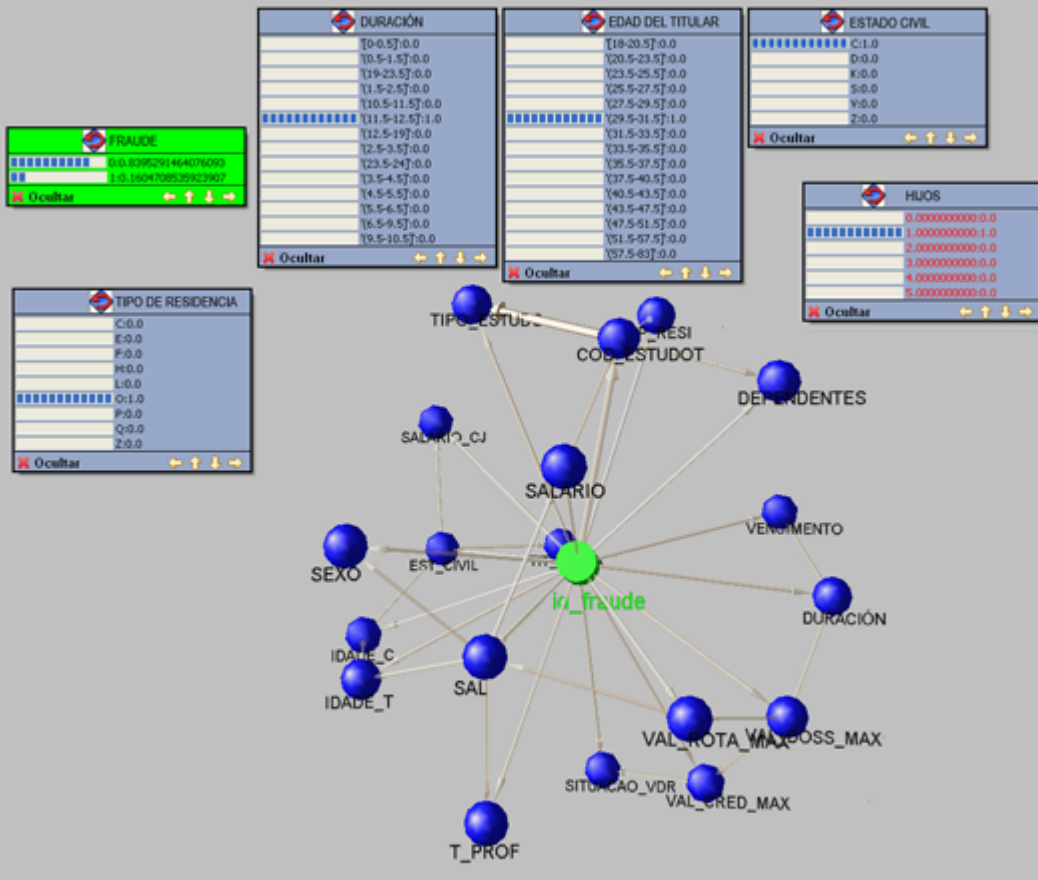 DURACIÓN
'[0-0.5]':0.0
'(0.5-1.5]':0.0
'(19-23.5]':0.0
'(1.5-2.5]':0.0
'(10.5-11.5]':0.0
'(11.5-12.5]':1.0
'(12.5-19]':0.0
'(2.5-3.5]':0.0
'(23.5-24]':0.0
'(3.5-4.5]':0.0
'(4.5-5.5]':0.0
'(5.5-6.5]':0.0
'(6.5-9.5]':0.0
'(9.5-10.5]':0.0
Ocultar
EDAD DEL TITULAR
'[18-20.5]':0.0
'(20.5-23.5]':0.0
'(23.5-25.5]':0.0
'(25.5-27.5]':0.0
'(27.5-29.5]':0.0
'(29.5-31.5]':1.0
'(31.5-33.5]':0.0
'(33.5-35.5]':0.0
'(35.5-37.5]':0.0
'(37.5-40.5]':0.0
'(40.5-43.5]':0.0
'(43.5-47.5]':0.0
'(47.5-51.5]':0.0
'(51.5-57.5]':0.0
'(57.5-83]':0.0
Ocultar
ESTADO CIVIL
C:1.0
D:0.0
K:0.0
S:0.0
V:0.0
Z:0.0
Ocultar
FRAUDE
0:0.8395291464076093
1:0.1604708535923907
Ocultar
HIJOS
0.0000000000:0.0
1.0000000000:1.0
2.0000000000:0.0
3.0000000000:0.0
4.0000000000:0.0
5.0000000000:0.0
Ocultar
TIPO DE RESIDENCIA
C:0.0
E:0.0
F:0.0
H:0.0
L:0.0
O:1.0
P:0.0
Q:0.0
Z:0.0
Ocultar
COD_ESTUDOT
DEPENDENTES
SALARIO_CJ
SALARIO
VENCIMENTO
SEXO
EST_CIVIL
id_fraude
DURACIÓN
IDADE_C
IDADE_T
SAL
VAL_ROTA_MAX
SITUACAO_VDR
VAL_CRED_MAX
T_PROF